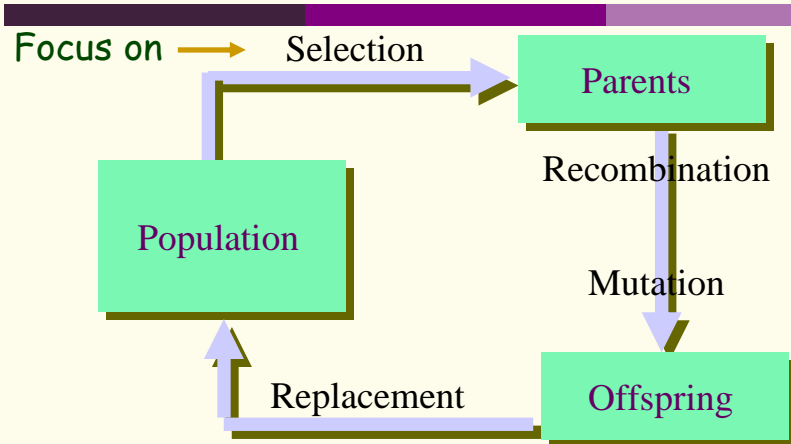 Focus on
Selection
Parents
Recombination
Population
Mutation
Replacement
Offspring